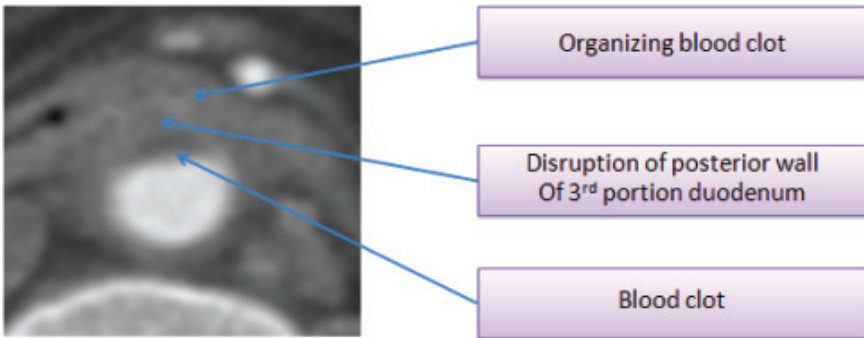 Organizing blood clot
Disruption of posterior wall
Of 3rd portion duodenum
Blood clot